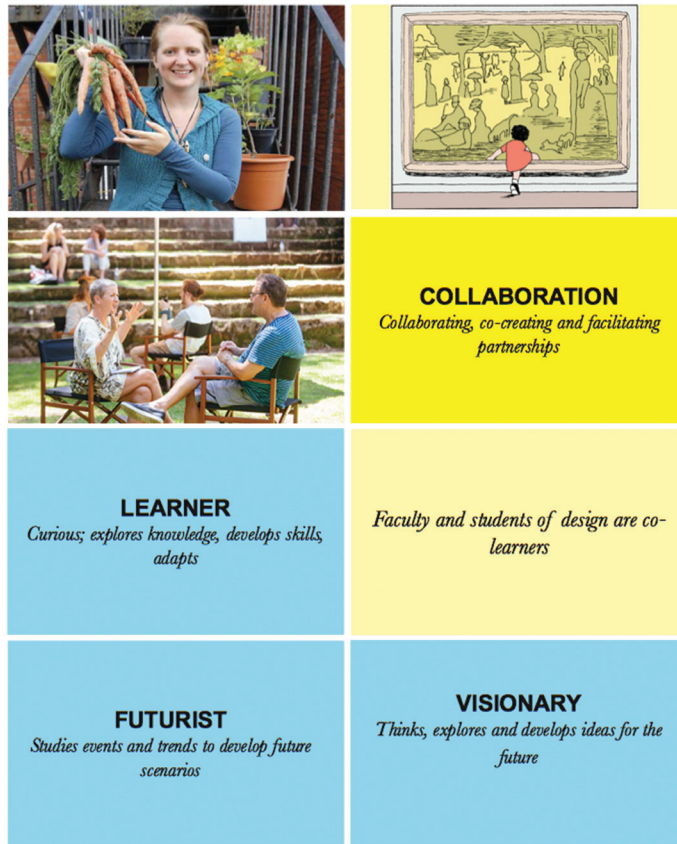 COLLABORATION
Collaborating, co-creating and facilitating
partnerships
LEARNER
Curious; explores knowledge, develops skills,
adapts
Faculty and students of design are co-
learners
FUTURIST
Studies events and trends to develop future
scenarios
VISIONARY
Thinks, explores and develops ideas for the
future